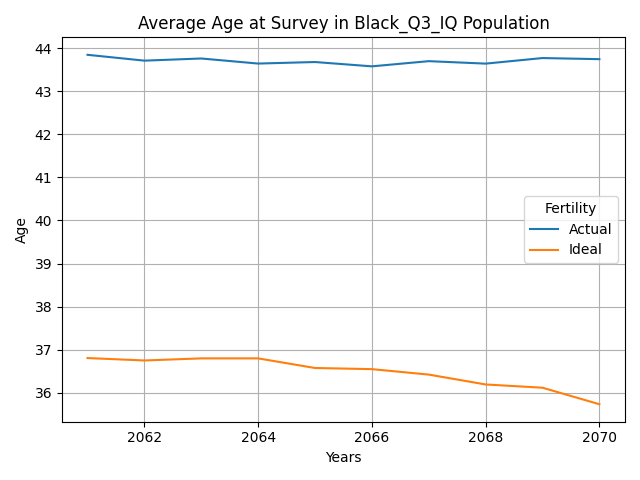 Average Age at Survey in Black_Q3_IQ Population
44
43
42
41
40
39
38
37
36
Age
Fertility
Actual
Ideal
2062 2064 2066 2068 2070
Years